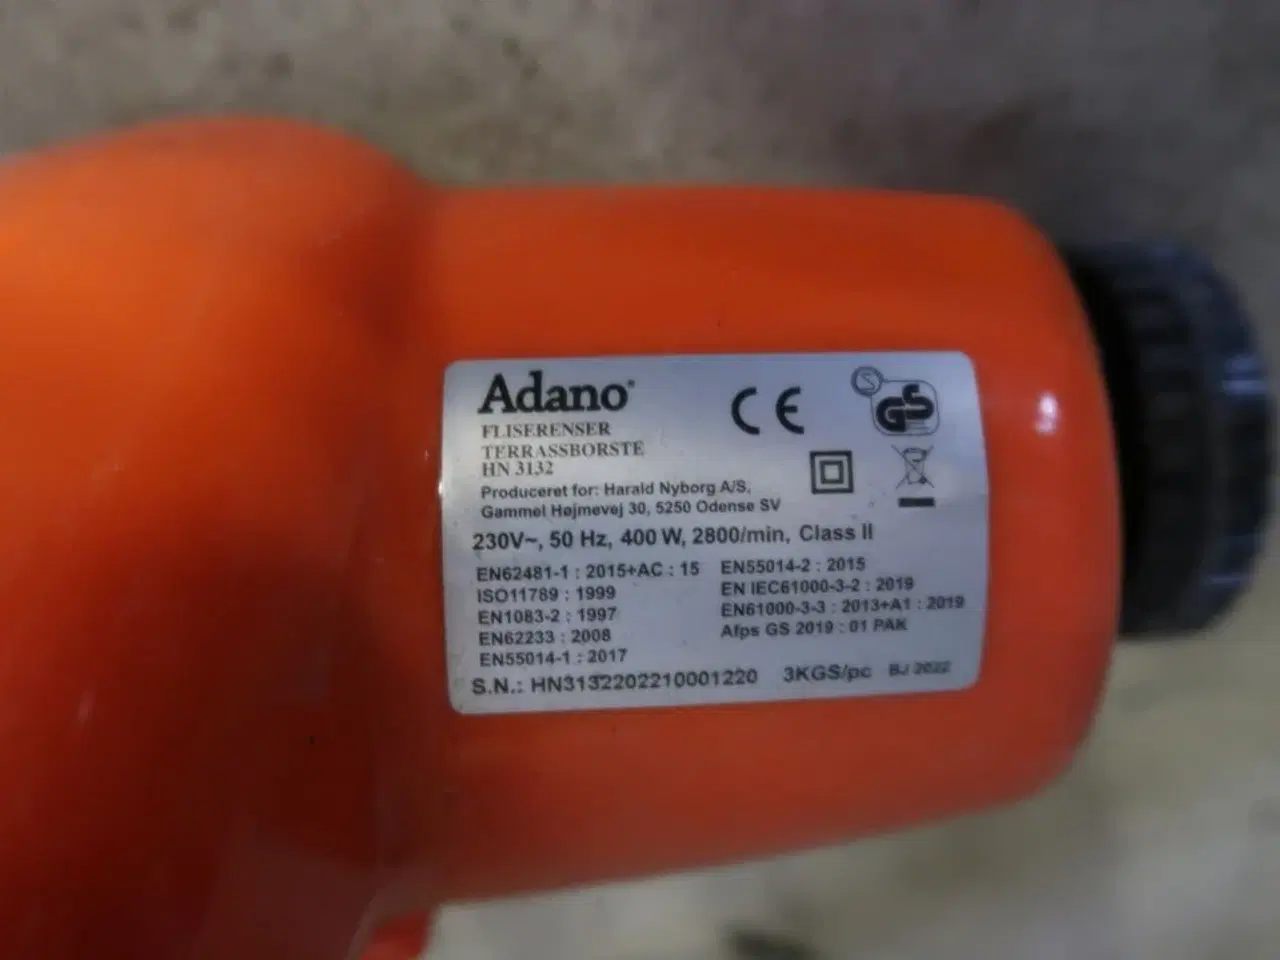 Adano®
FLISERENSER
TERRASSBORSTE
HN 3132
Produceret for: Harald Nyborg A/S,
Gammel Højmevej 30, 5250 Odense SV
CE
S
GS
230V~, 50 Hz, 400 W, 2800/min, Class II
EN62481-1 : 2015+AC : 15
ISO11789 : 1999
EN1083-2 : 1997
EN62233 : 2008
EN55014-1 : 2017
EN55014-2 : 2015
EN IEC61000-3-2 : 2019
EN61000-3-3 : 2013+A1 : 2019
Afps GS 2019 : 01 PAK
S.N.: HN3132202210001220 3KGS/pc BJ 2022